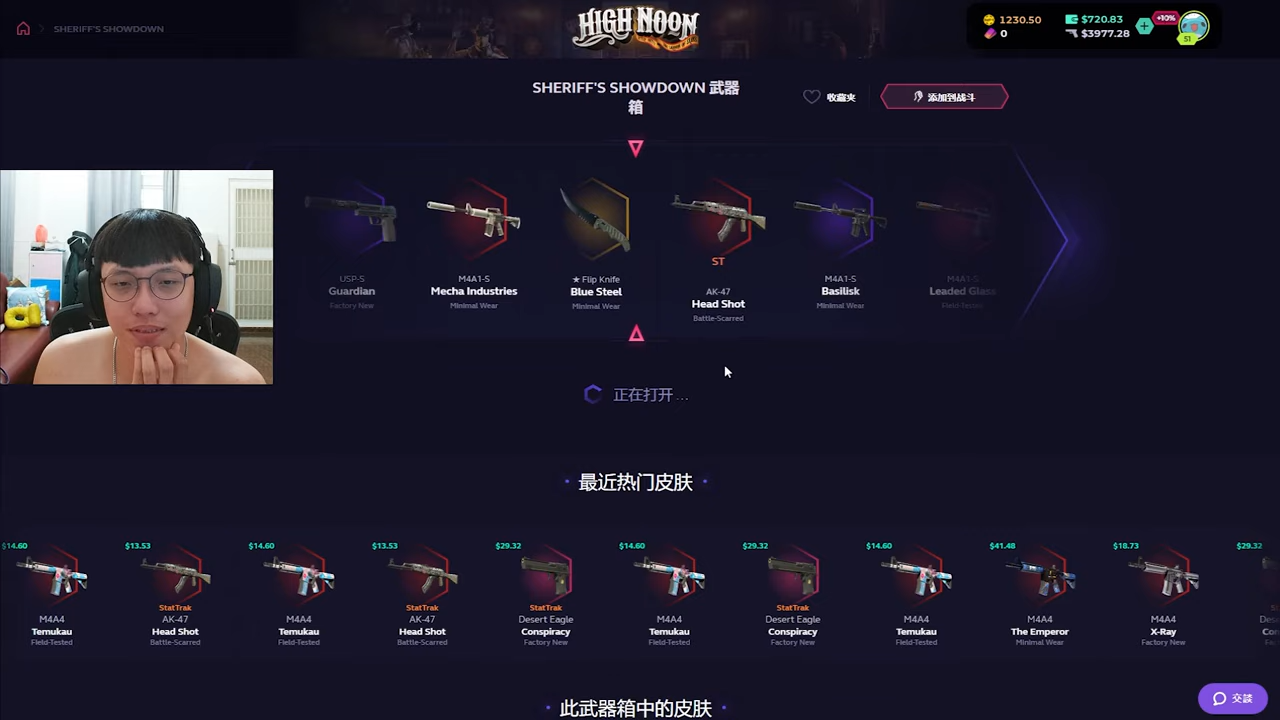 SHERIFF'S SHOWDOWN
HIGH NOON
1230.50
$720.83
+10%
0
$3977.28
51
SHERIFF'S SHOWDOWN 武器
箱
收藏夹
添加到战斗
USP-S
Guardian
Factory New
M4A1-S
Mecha Industries
Minimal Wear
★ Flip Knife
Blue Steel
Minimal Wear
ST
AK-47
Head Shot
Battle-Scarred
M4A1-S
Basilisk
Minimal Wear
M4A1-S
Leaded Glass
Field-Tested
正在打开 ...
最近热门皮肤
$14.60
M4A4
Temukau
Field-Tested
$13.53
StatTrak
AK-47
Head Shot
Battle-Scarred
$14.60
M4A4
Temukau
Field-Tested
$13.53
StatTrak
AK-47
Head Shot
Battle-Scarred
$29.32
StatTrak
Desert Eagle
Conspiracy
Factory New
$14.60
M4A4
Temukau
Field-Tested
$29.32
StatTrak
Desert Eagle
Conspiracy
Factory New
$14.60
M4A4
Temukau
Field-Tested
$41.48
M4A4
The Emperor
Minimal Wear
$18.73
M4A4
X-Ray
Factory New
$29.32
此武器箱中的皮肤
交談